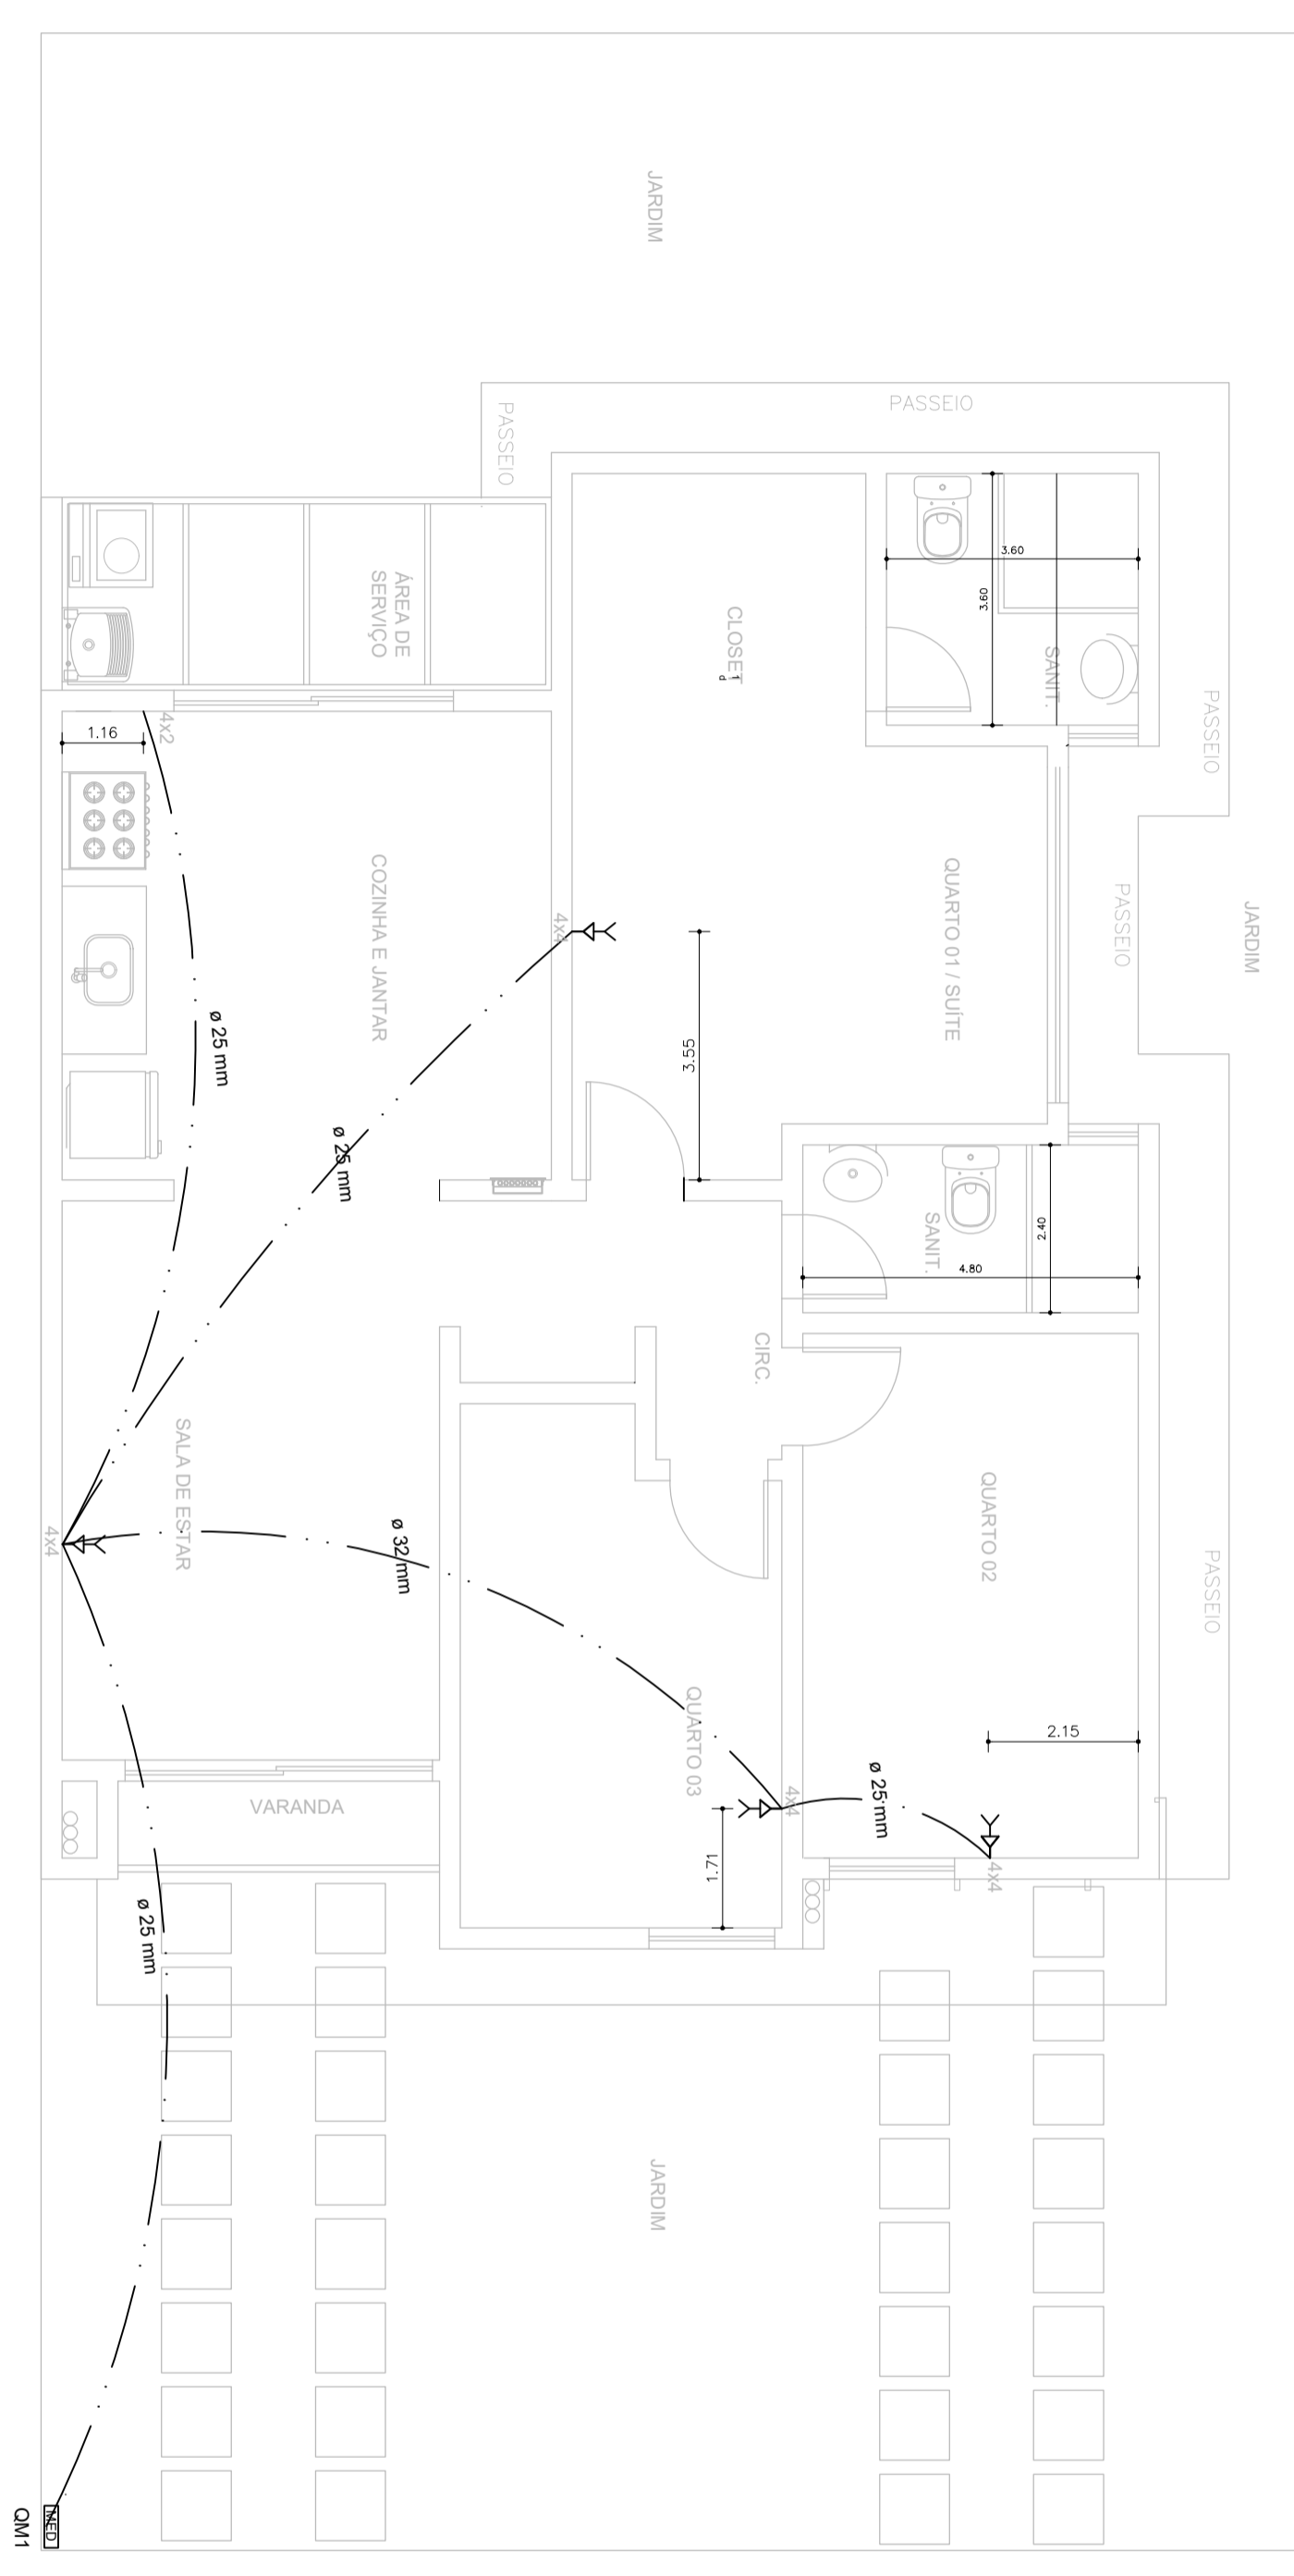 JARDIM
PASSEIO
PASSEIO
3.60
3.60
SANIT.
ÁREA DE
SERVIÇO
CLOSET
1
d
PASSEIO
4x2
1.16
COZINHA E JANTAR
4x4
QUARTO 01 / SUÍTE
PASSEIO
JARDIM
ø 25 mm
3.55
ø 25 mm
2.40
SANIT.
4.80
CIRC.
SALA DE ESTAR
4x4
ø 32 mm
QUARTO 02
PASSEIO
QUARTO 03
2.15
VARANDA
4x4
ø 25 mm
1.71
4x4
ø 25 mm
JARDIM
MED
QM1